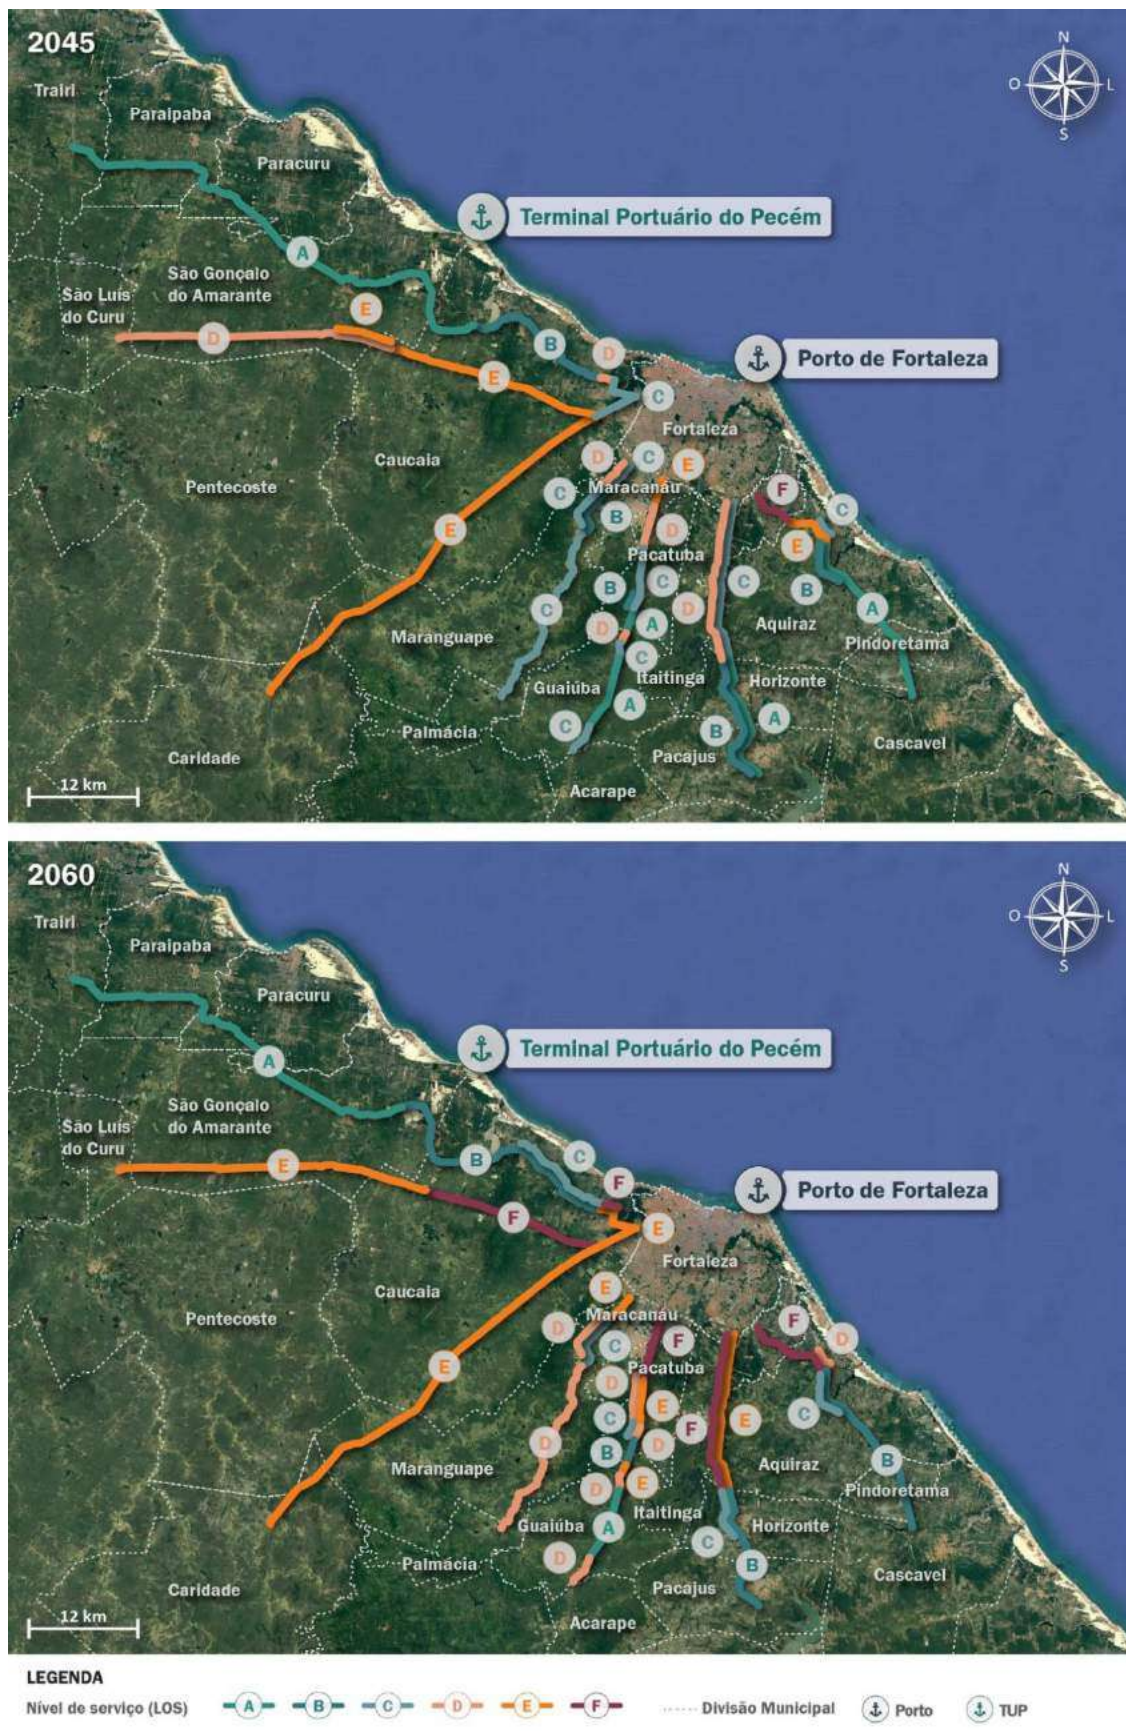 2045
N
O
L
S
Trairi
Paraipaba
Paracuru
Terminal Portuário do Pecém
A
São Gonçalo
do Amarante
São Luís
do Curu
E
D
B
D
E
Porto de Fortaleza
C
Fortaleza
Caucaia
Pentecoste
D
C
E
Maracanaú
C
F
C
B
E
D
E
Pacatuba
B
C
D
C
B
A
C
D
A
Aquiraz
Maranguape
Pindoretama
C
Itaitinga
Guaiúba
Horizonte
A
C
B
A
Palmácia
Cascavel
Pacajus
Caridade
Acarape
12 km
2060
N
O
L
S
Trairi
Paraipaba
Paracuru
Terminal Portuário do Pecém
A
São Gonçalo
do Amarante
São Luís
do Curu
E
B
C
F
Porto de Fortaleza
F
E
Fortaleza
Caucaia
Pentecoste
E
Maracanaú
D
C
F
F
D
Pacatuba
E
D
C
E
F
E
C
D
B
D
Aquiraz
B
Maranguape
D
E
Pindoretama
Itaitinga
Guaiúba
A
Horizonte
C
D
B
Palmácia
Cascavel
Pacajus
Caridade
Acarape
12 km
LEGENDA
Nível de serviço (LOS) A B C D E F Divisão Municipal Porto TUP